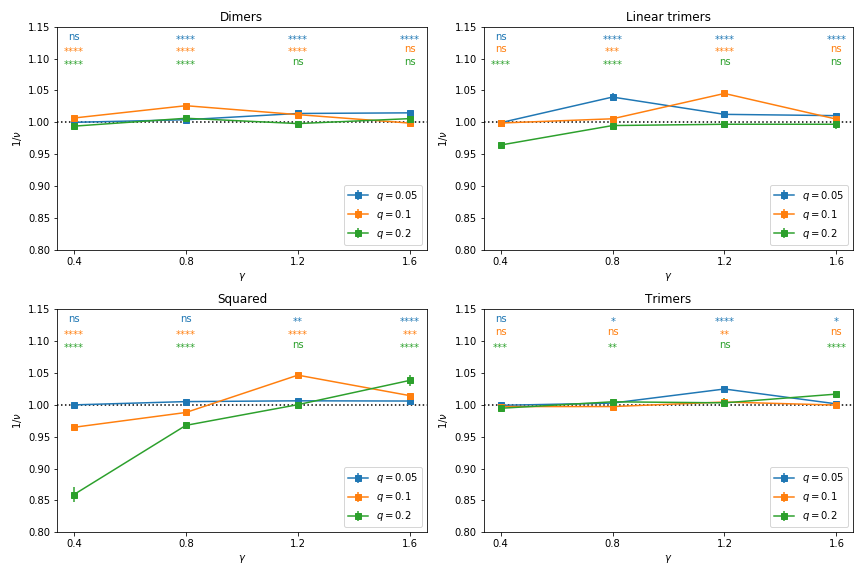 Dimers
1.15
1.10
1.05
1.00
0.95
0.90
0.85
0.80
1/ν
ns **** **** ****
**** **** **** ns
**** **** ns ns
q = 0.05
q = 0.1
q = 0.2
0.4 0.8 1.2 1.6
γ
Linear trimers
1.15
1.10
1.05
1.00
0.95
0.90
0.85
0.80
1/ν
ns **** **** ****
ns *** **** ns
**** **** ns ns
q = 0.05
q = 0.1
q = 0.2
0.4 0.8 1.2 1.6
γ
Squared
1.15
1.10
1.05
1.00
0.95
0.90
0.85
0.80
1/ν
ns ns ** ****
**** **** **** ***
**** **** ns ****
q = 0.05
q = 0.1
q = 0.2
0.4 0.8 1.2 1.6
γ
Trimers
1.15
1.10
1.05
1.00
0.95
0.90
0.85
0.80
1/ν
ns * **** *
ns ns ** ns
*** ** ns ****
q = 0.05
q = 0.1
q = 0.2
0.4 0.8 1.2 1.6
γ